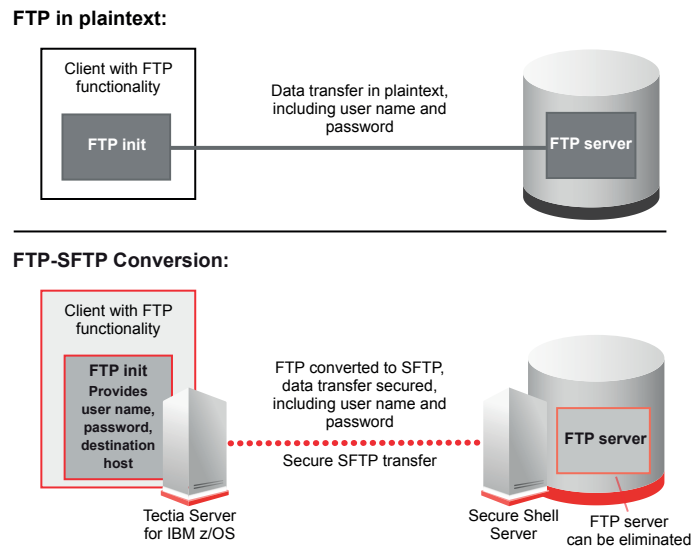 FTP in plaintext:
Client with FTP
functionality
FTP init
Data transfer in plaintext,
including user name and
password
FTP server
FTP-SFTP Conversion:
Client with FTP
functionality
FTP init
Provides
user name,
password,
destination
host
FTP converted to SFTP,
data transfer secured,
including user name and
password
Secure SFTP transfer
FTP server
Tectia Server
for IBM z/OS
Secure Shell
Server
FTP server
can be eliminated